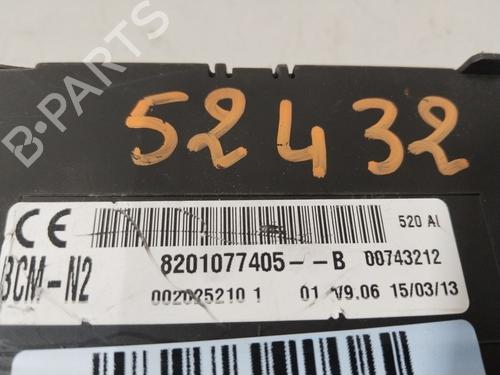 B-PARTS
52432
CE
520 AI
BCM-N2
8201077405--B 00743212
002025210 1 01 V9.06 15/03/13